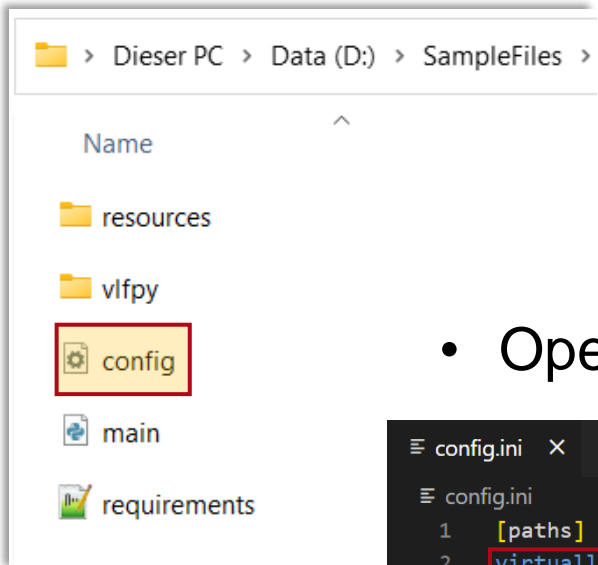 > Dieser PC > Data (D:) > SampleFiles >
Name
resources
vlfpy
config
main
requirements
•
config.ini ×
config.ini
1 [paths]
2